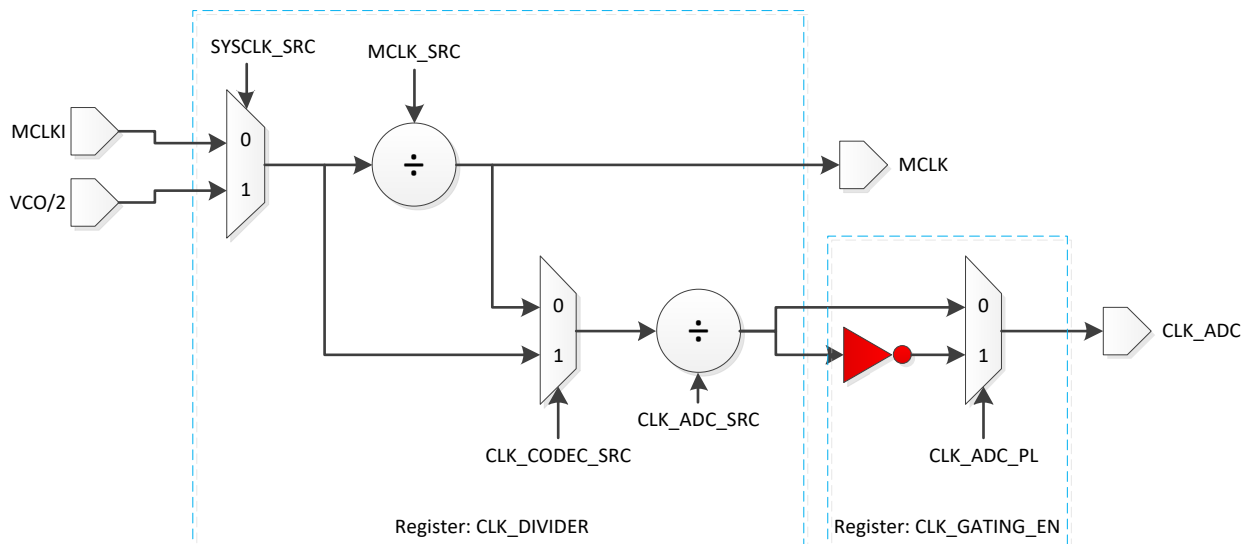 SYSCLK_SRC
MCLK_SRC
MCLKI
0
MCLK
÷
VCO/2
1
0
÷
0
CLK_ADC
1
1
CLK_ADC_SRC
CLK_CODEC_SRC
CLK_ADC_PL
Register: CLK_DIVIDER
Register: CLK_GATING_EN